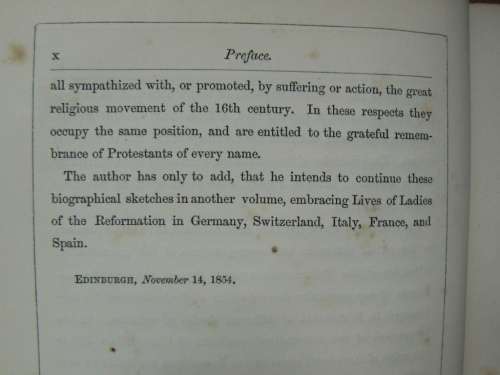 x Preface.
all sympathized with, or promoted, by suffering or action, the great
religious movement of the 16th century. In these respects they
occupy the same position, and are entitled to the grateful remem-
brance of Protestants of every name.
The author has only to add, that he intends to continue these
biographical sketches in another volume, embracing Lives of Ladies
of the Reformation in Germany, Switzerland, Italy, France, and
Spain.
EDINBURGH, November 14, 1854.